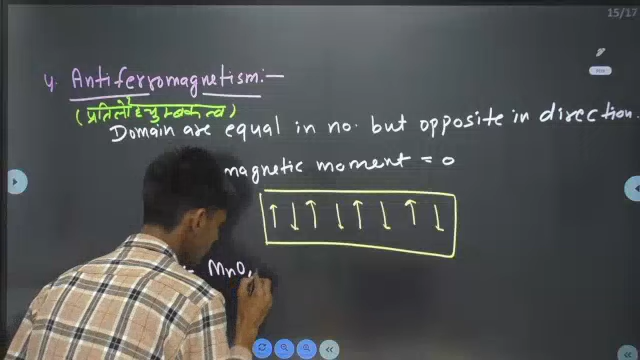 15/17
4. Antiferromagnetism:-
(प्रतिलौहचुम्बकत्व)
Domain are equal in no. but opposite in direction.
magnetic moment = 0
MnO,